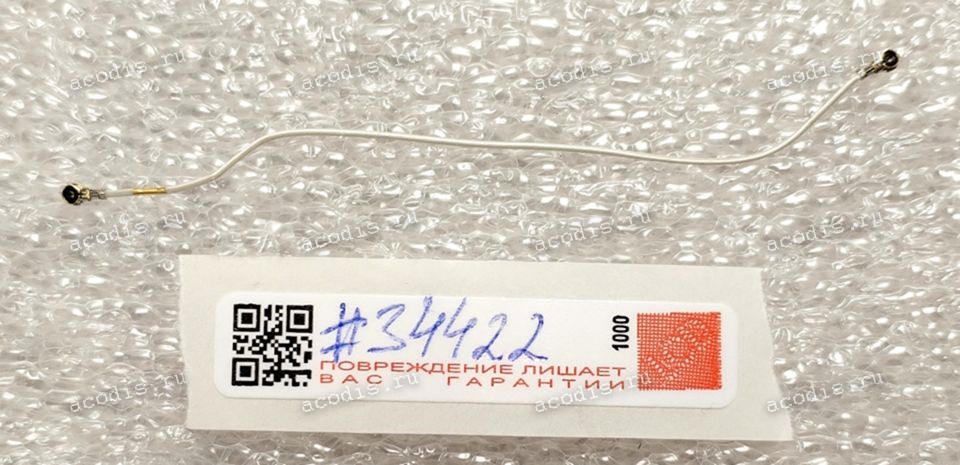 #34422
1000
ПОВРЕЖДЕНИЕ ЛИШАЕТ
ВАС ГАРАНТИИ
acodis.ru